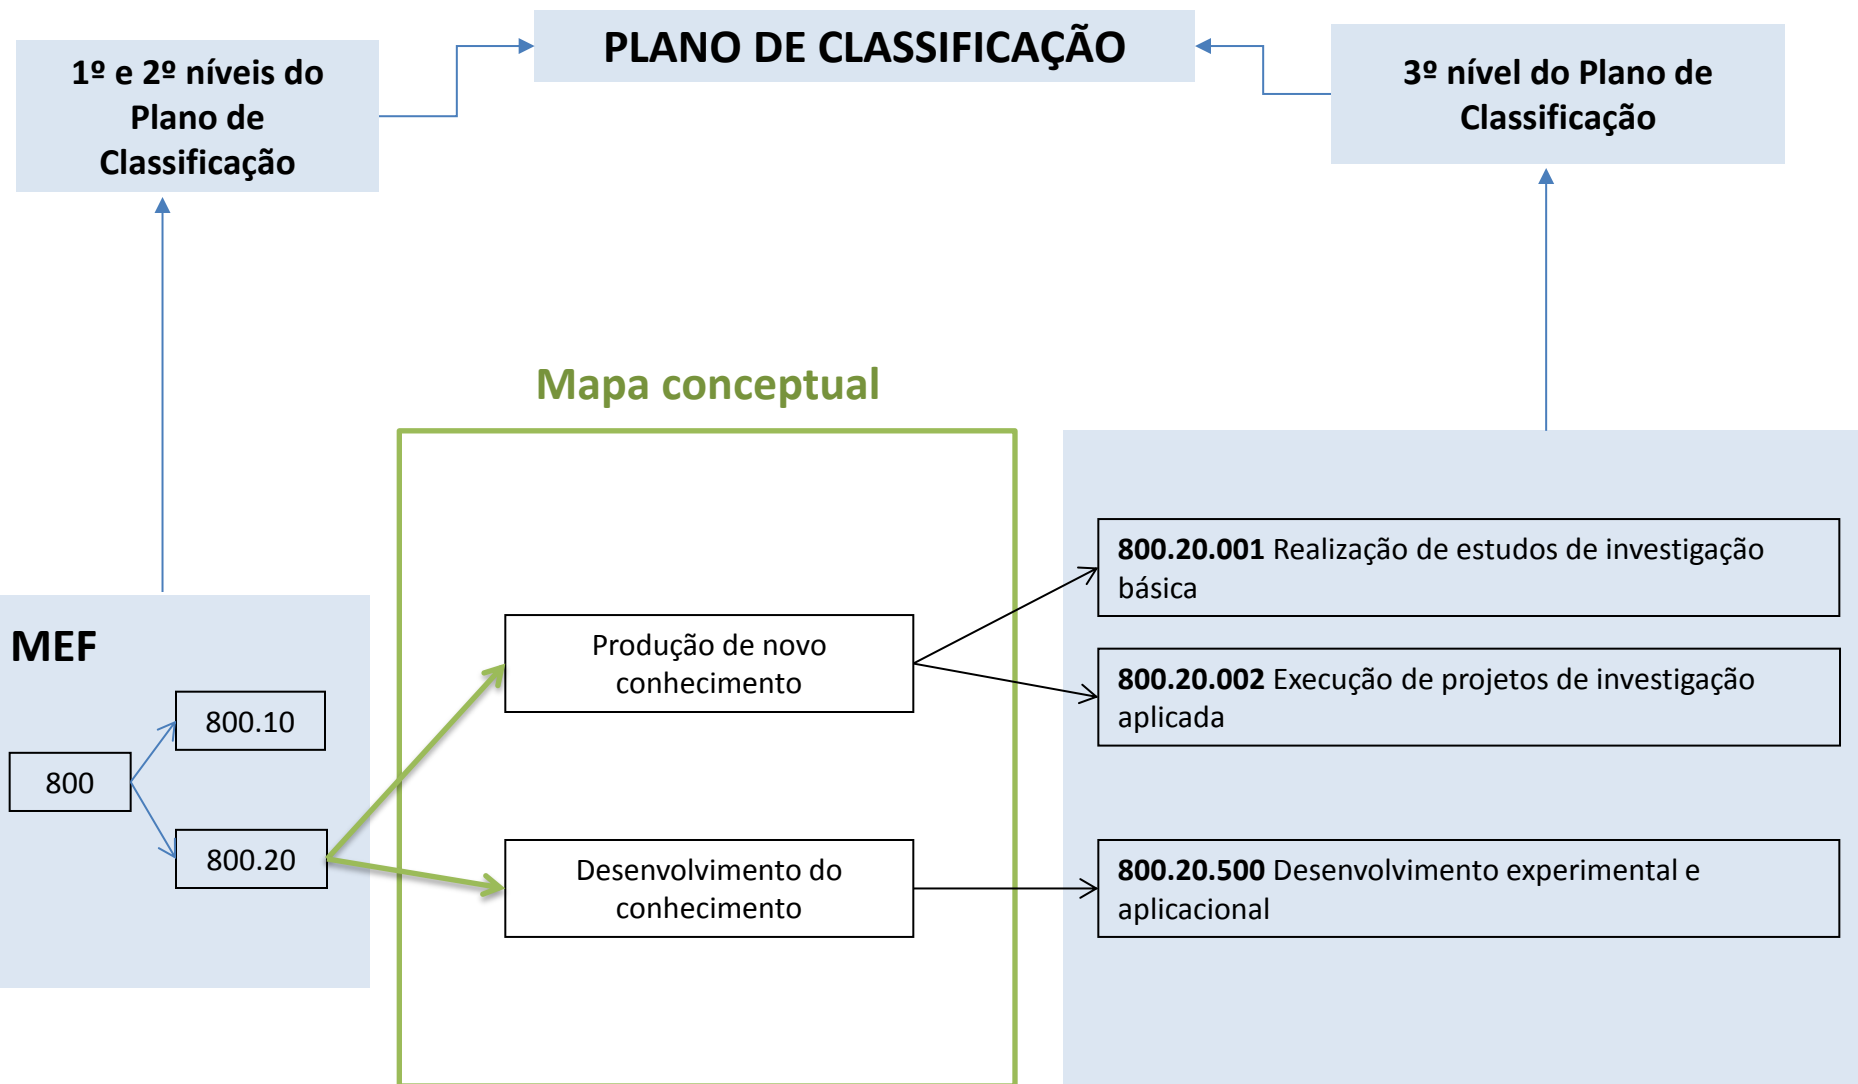 PLANO DE CLASSIFICAÇÃO
1º e 2º níveis do
Plano de
Classificação
3º nível do Plano de
Classificação
Mapa conceptual
MEF
800
800.10
800.20
Produção de novo
conhecimento
Desenvolvimento do
conhecimento
800.20.001 Realização de estudos de investigação
básica
800.20.002 Execução de projetos de investigação
aplicada
800.20.500 Desenvolvimento experimental e
aplicacional